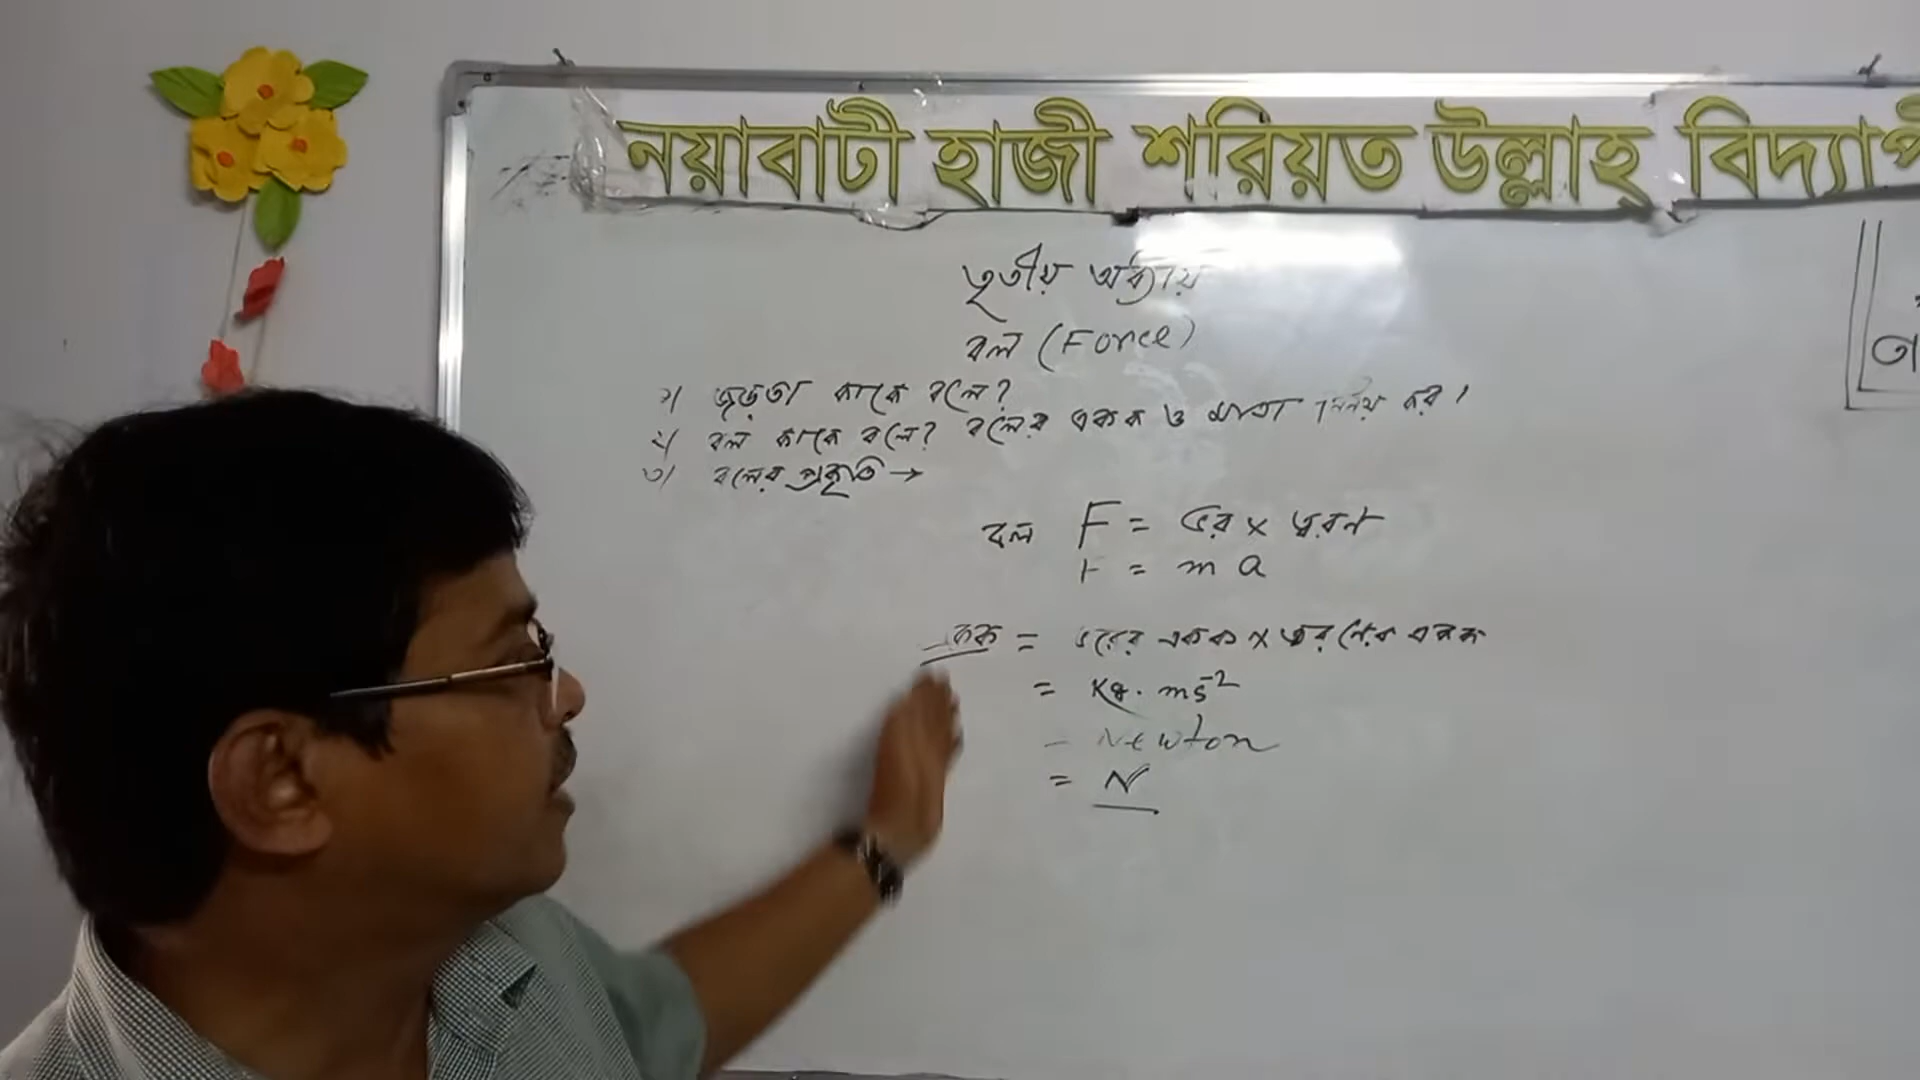 নয়াবাটী হাজী শরিয়ত উল্লাহ বিদ্যাপ
তৃতীয় অধ্যায়
বল (Force)
১। জড়তা কাকে বলে?
২। বল কাকে বলে? বলের একক ও মাত্রা নির্ণয় কর।
৩। বলের প্রকৃতি →
বল F = ভর × ত্বরণ
F = m a
একক = ভরের একক × ত্বরণের একক
= Kg. ms⁻²
= Newton
= N